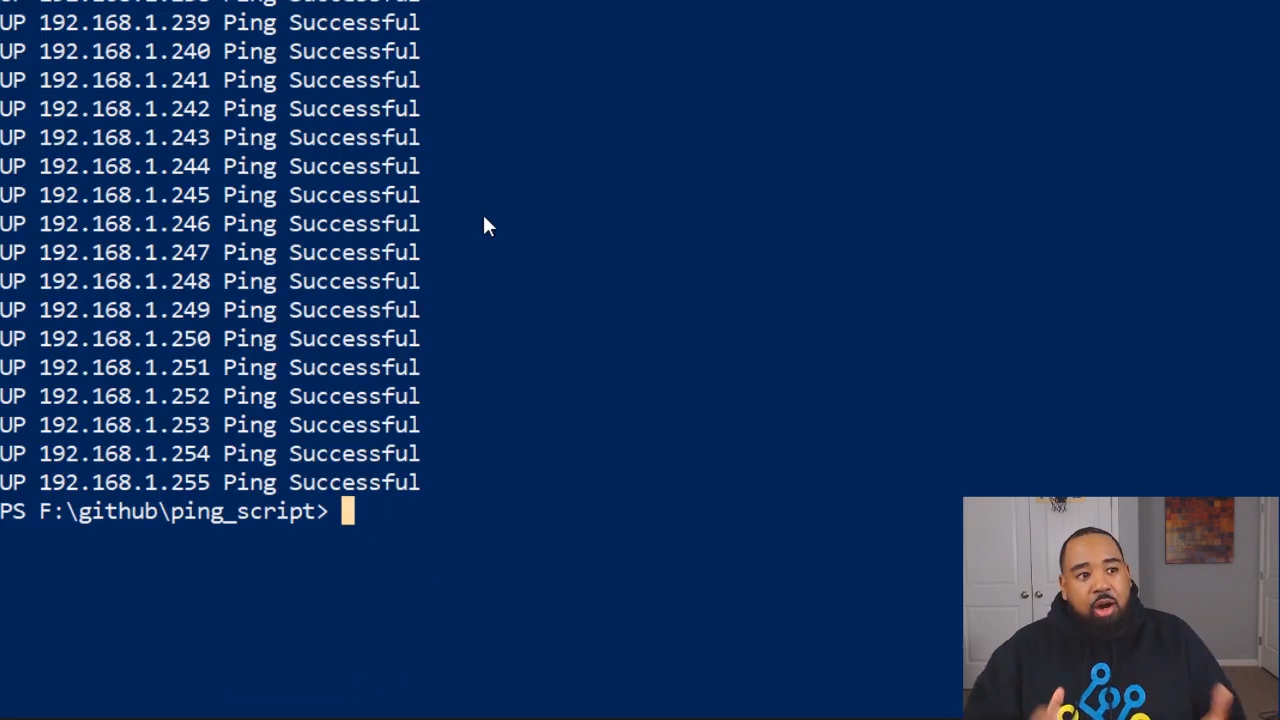 UP 192.168.1.239 Ping Successful
UP 192.168.1.240 Ping Successful
UP 192.168.1.241 Ping Successful
UP 192.168.1.242 Ping Successful
UP 192.168.1.243 Ping Successful
UP 192.168.1.244 Ping Successful
UP 192.168.1.245 Ping Successful
UP 192.168.1.246 Ping Successful
UP 192.168.1.247 Ping Successful
UP 192.168.1.248 Ping Successful
UP 192.168.1.249 Ping Successful
UP 192.168.1.250 Ping Successful
UP 192.168.1.251 Ping Successful
UP 192.168.1.252 Ping Successful
UP 192.168.1.253 Ping Successful
UP 192.168.1.254 Ping Successful
UP 192.168.1.255 Ping Successful
PS F:\github\ping_script>